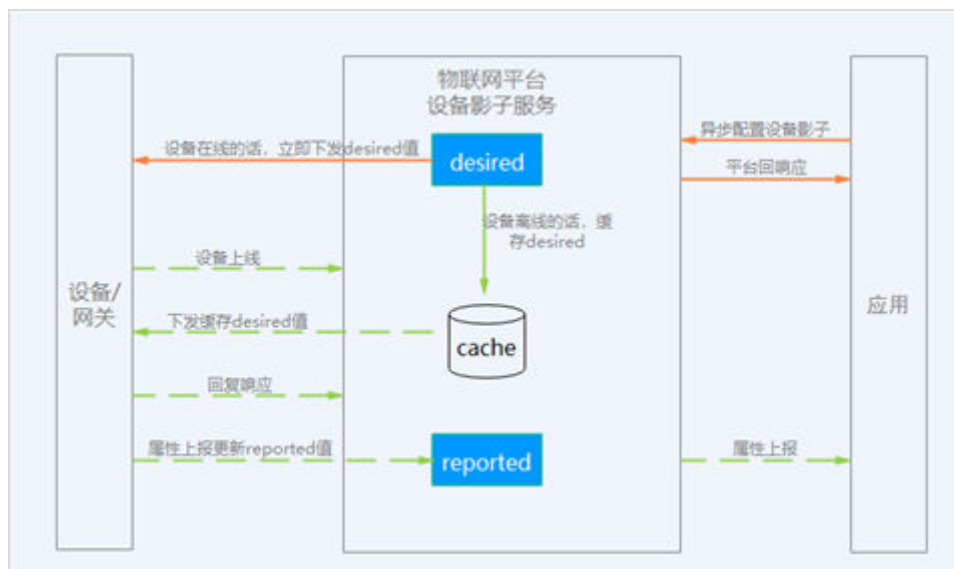 物联网平台
设备影子服务
异步配置设备影子
设备在线的话，立即下发desired值
desired
平台回响应
设备离线的话，缓
存desired
设备上线
设备/
网关
应用
下发缓存desired值
cache
回复响应
属性上报更新reported值
reported
属性上报